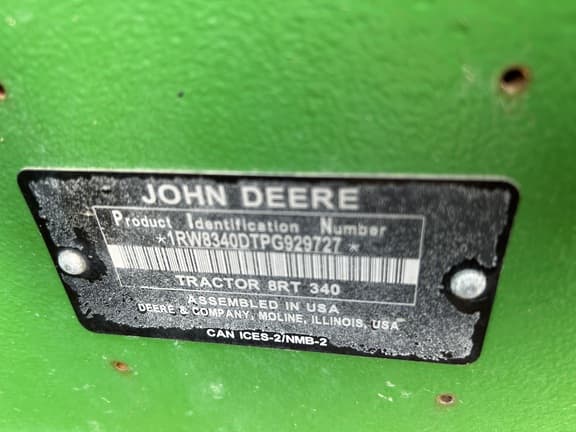 JOHN DEERE
Product Identification Number
*1RW8340DTPG929727*
TRACTOR 8RT 340
ASSEMBLED IN USA
DEERE & COMPANY, MOLINE, ILLINOIS, USA
CAN ICES-2/NMB-2